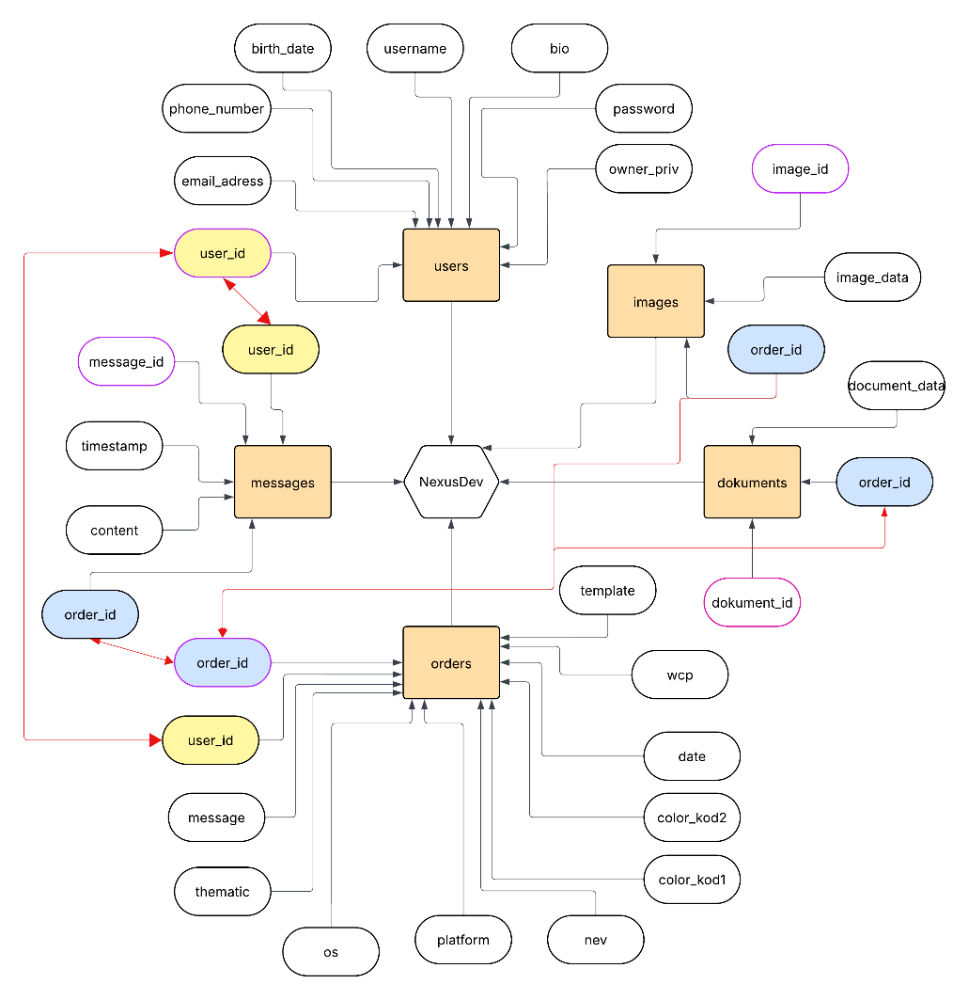 birth_date
username
bio
phone_number
password
email_adress
owner_priv
image_id
user_id
users
image_data
images
user_id
order_id
message_id
document_data
timestamp
messages
NexusDev
dokuments
order_id
content
template
dokument_id
order_id
order_id
orders
wcp
user_id
date
message
color_kod2
thematic
color_kod1
os
platform
nev